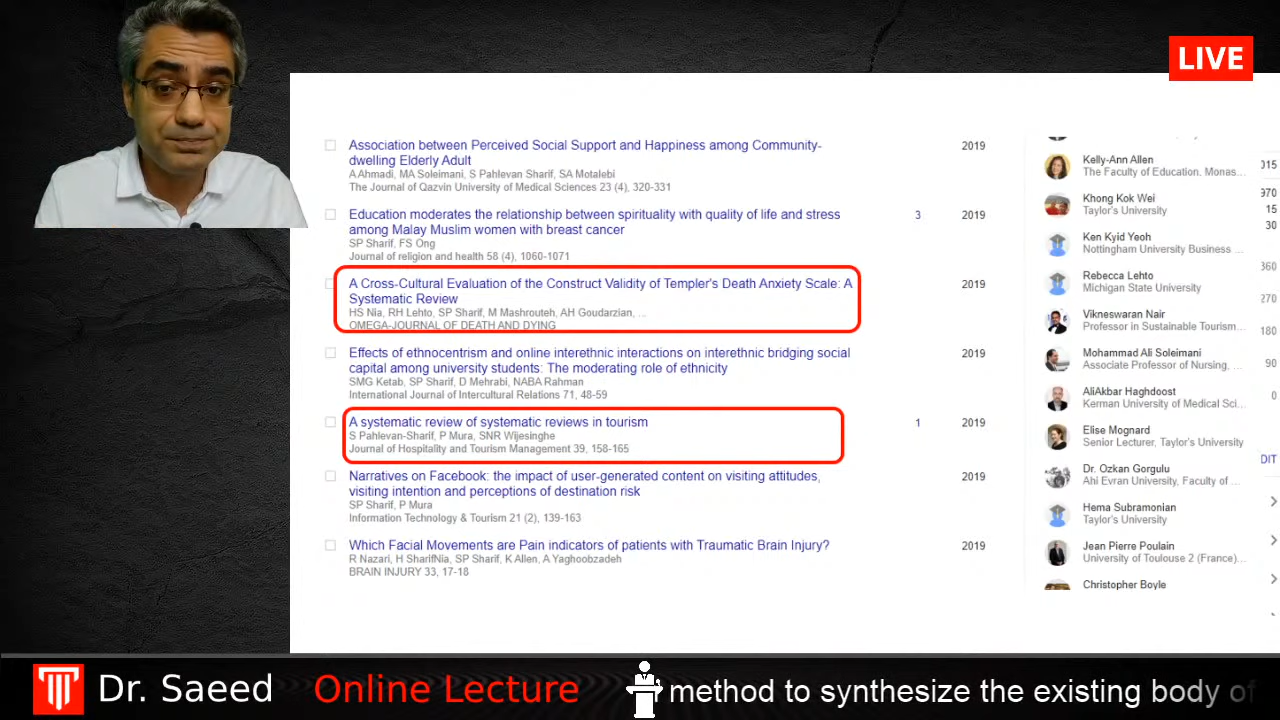 LIVE
Association between Perceived Social Support and Happiness among Community-
dwelling Elderly Adult
A Ahmadi, MA Soleimani, S Pahlevan Sharif, SA Motalebi
The Journal of Qazvin University of Medical Sciences 23 (4), 320-331
2019
Education moderates the relationship between spirituality with quality of life and stress
among Malay Muslim women with breast cancer
SP Sharif, FS Ong
Journal of religion and health 58 (4), 1060-1071
3
2019
A Cross-Cultural Evaluation of the Construct Validity of Templer's Death Anxiety Scale: A
Systematic Review
HS Nia, RH Lehto, SP Sharif, M Mashrouteh, AH Goudarzian, ...
OMEGA-JOURNAL OF DEATH AND DYING
2019
Effects of ethnocentrism and online interethnic interactions on interethnic bridging social
capital among university students: The moderating role of ethnicity
SMG Ketab, SP Sharif, D Mehrabi, NABA Rahman
International Journal of Intercultural Relations 71, 48-59
2019
A systematic review of systematic reviews in tourism
S Pahlevan-Sharif, P Mura, SNR Wijesinghe
Journal of Hospitality and Tourism Management 39, 158-165
1
2019
Narratives on Facebook: the impact of user-generated content on visiting attitudes,
visiting intention and perceptions of destination risk
SP Sharif, P Mura
Information Technology & Tourism 21 (2), 139-163
2019
Which Facial Movements are Pain indicators of patients with Traumatic Brain Injury?
R Nazari, H SharifNia, SP Sharif, K Allen, A Yaghoobzadeh
BRAIN INJURY 33, 17-18
2019
Kelly-Ann Allen
The Faculty of Education. Monas...
Khong Kok Wei
Taylor's University
Ken Kyid Yeoh
Nottingham University Business ...
Rebecca Lehto
Michigan State University
Vikneswaran Nair
Professor in Sustainable Tourism...
Mohammad Ali Soleimani
Associate Professor of Nursing, ...
AliAkbar Haghdoost
Kerman University of Medical Sci...
Elise Mognard
Senior Lecturer, Taylor's University
Dr. Ozkan Gorgulu
Ahi Evran University, Faculty of ...
Hema Subramonian
Taylor's University
Jean Pierre Poulain
University of Toulouse 2 (France)...
Christopher Boyle
015
970
15
30
360
270
180
90
0
DIT
Dr. Saeed
Online Lecture
method to synthesize the existing body of